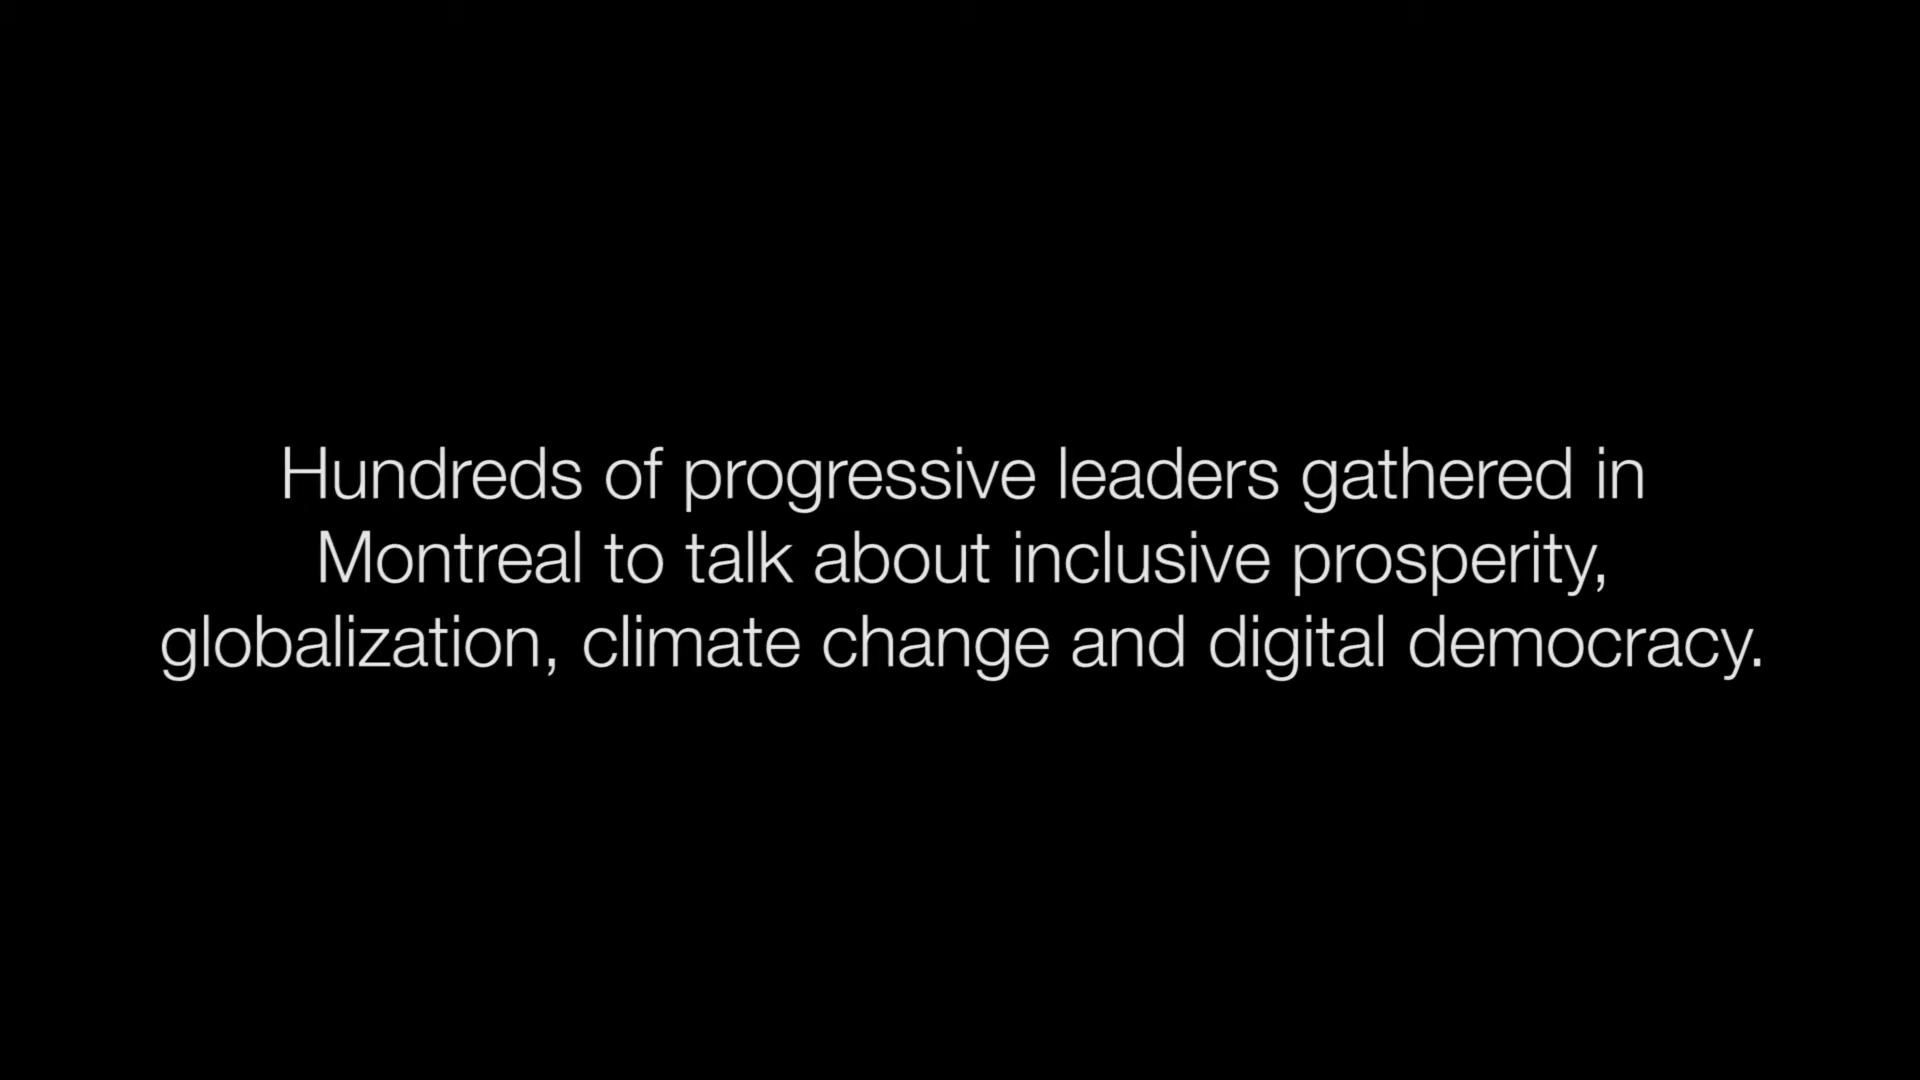 Hundreds of progressive leaders gathered in
Montreal to talk about inclusive prosperity,
globalization, climate change and digital democracy.